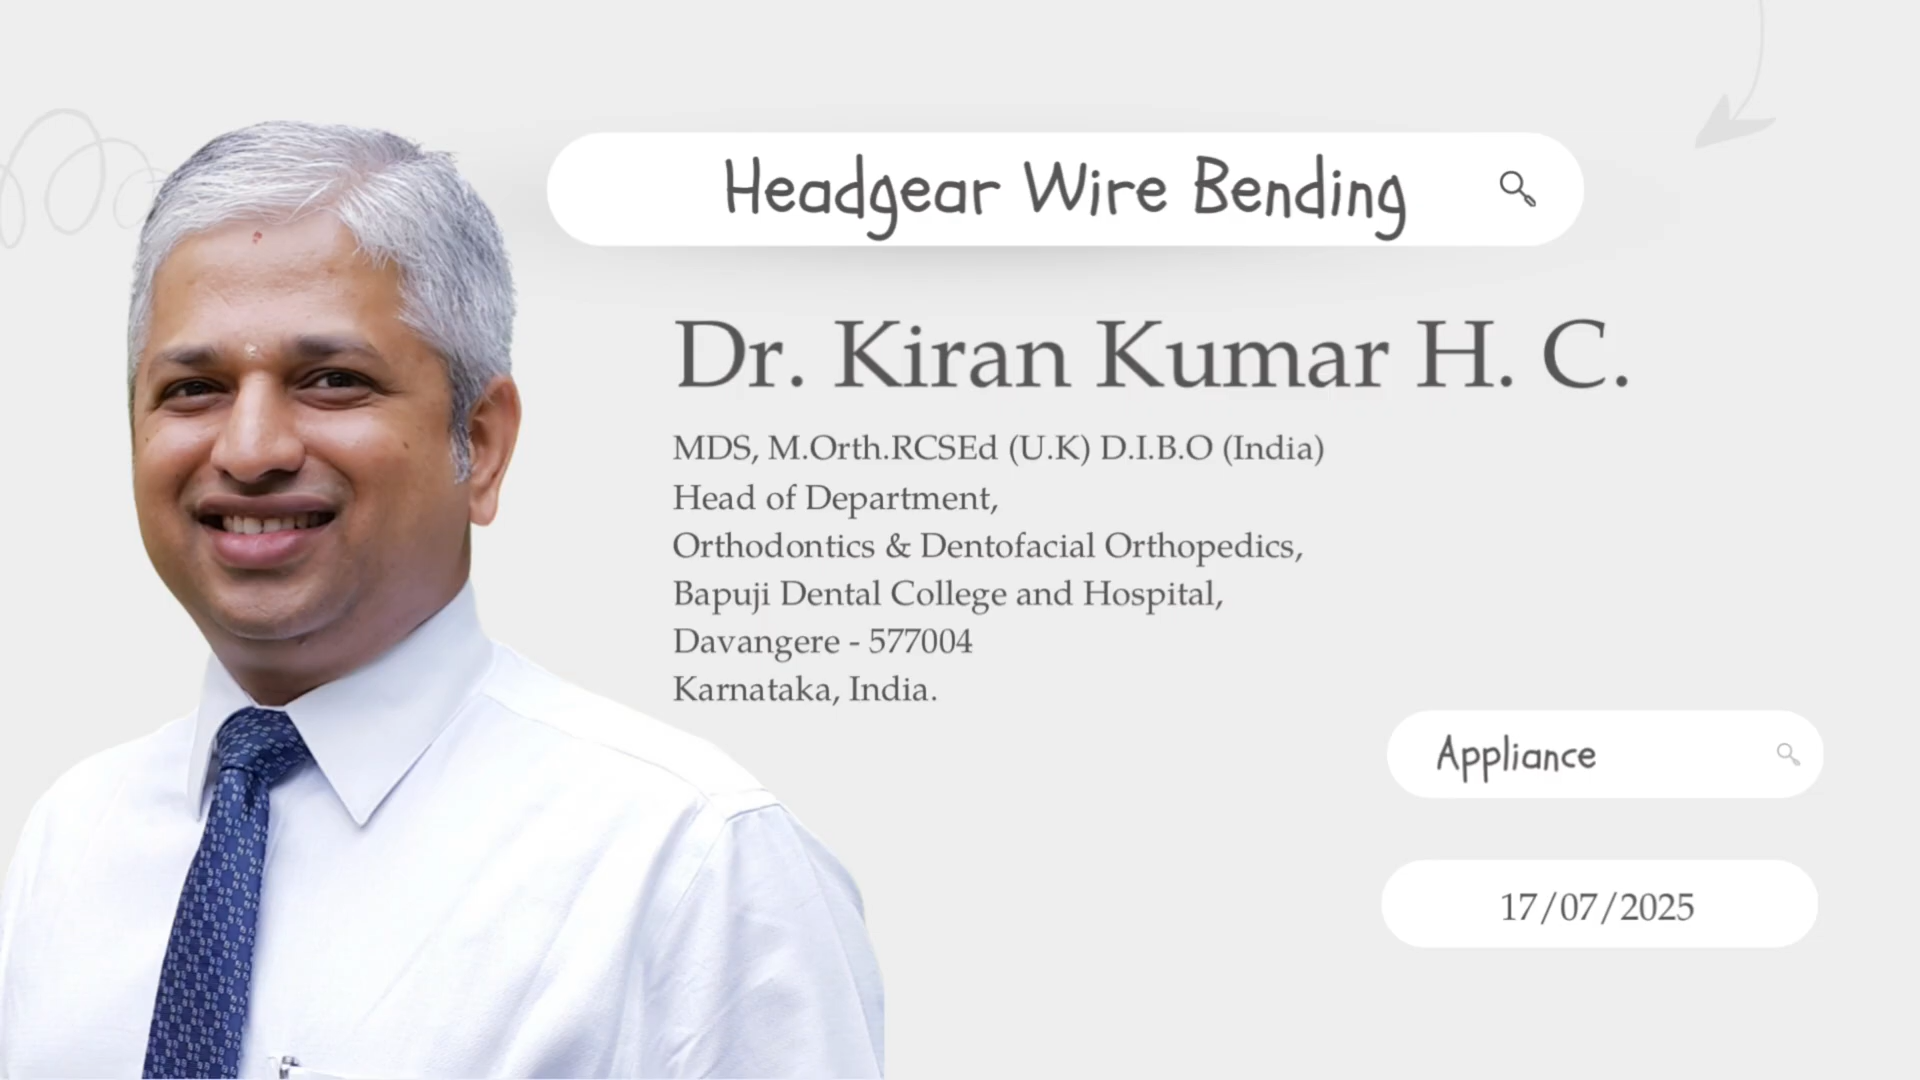 Headgear Wire Bending
Dr. Kiran Kumar H. C.
MDS, M.Orth.RCSEd (U.K) D.I.B.O (India)
Head of Department,
Orthodontics & Dentofacial Orthopedics,
Bapuji Dental College and Hospital,
Davangere - 577004
Karnataka, India.
Appliance
17/07/2025